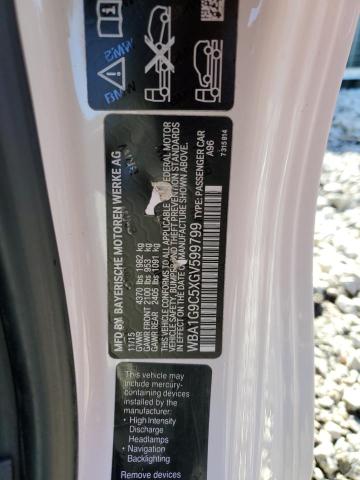 BMW
BMW
MFD BY BAYERISCHE MOTOREN WERKE AG
11/15
GVWR 4370 lbs 1982 kg
GAWR FRONT 2100 lbs 953 kg
GAWR REAR 2405 lbs 1091 kg
THIS VEHICLE CONFORMS TO ALL APPLICABLE FEDERAL MOTOR
VEHICLE SAFETY, BUMPER, AND THEFT PREVENTION
STANDARDS IN EFFECT ON THE DATE OF MANUFACTURE SHOWN ABOVE.
WBA1G9C5XGV599799 TYPE: PASSENGER CAR
A96
7315814
This vehicle may
include mercury-
containing devices
installed by the
manufacturer:
• High Intensity
Discharge
Headlamps
• Navigation
Backlighting
Remove devices